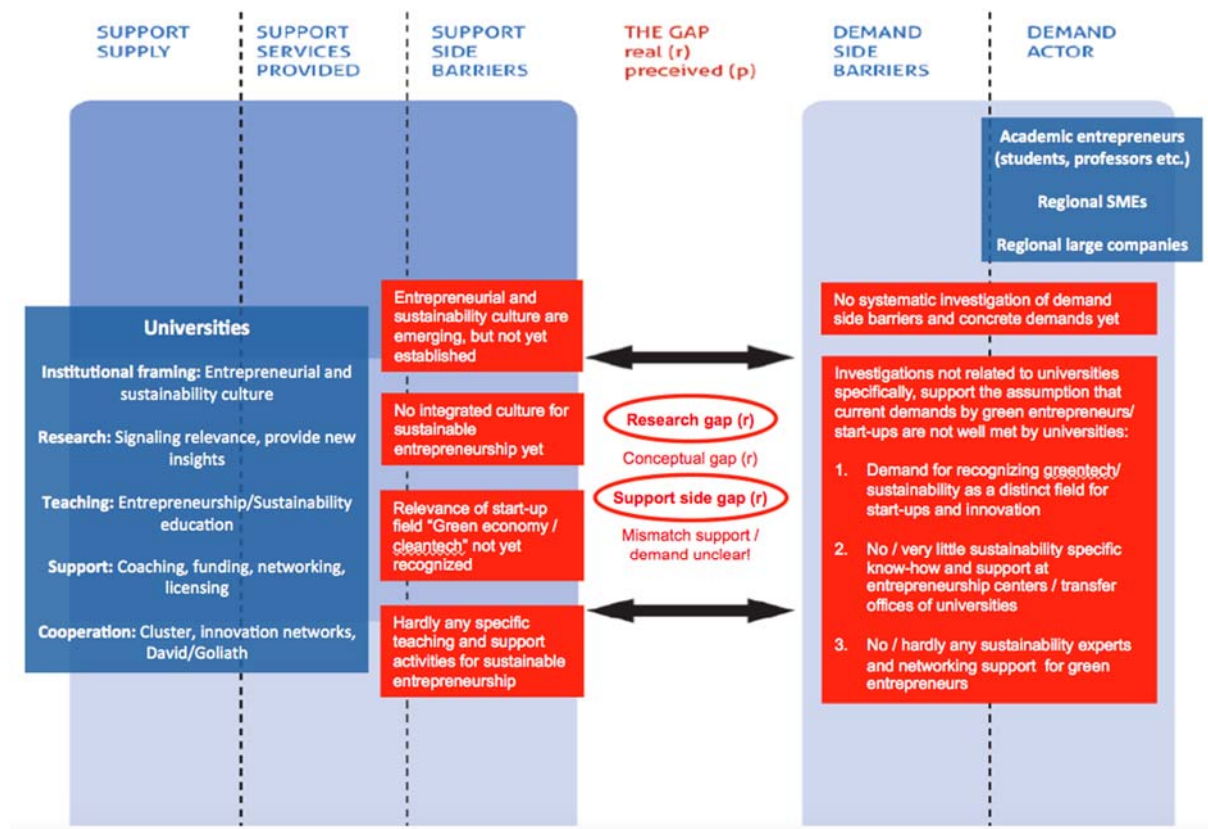 SUPPORT
SUPPLY
SUPPORT
SERVICES
PROVIDED
SUPPORT
SIDE
BARRIERS
THE GAP
real (r)
preceived (p)
DEMAND
SIDE
BARRIERS
DEMAND
ACTOR
Universities
Institutional framing: Entrepreneurial and
sustainability culture
Research: Signaling relevance, provide new
insights
Teaching: Entrepreneurship/Sustainability
education
Support: Coaching, funding, networking,
licensing
Cooperation: Cluster, innovation networks,
David/Goliath
Entrepreneurial and
sustainability culture are
emerging, but not yet
established
No integrated culture for
sustainable
entrepreneurship yet
Relevance of start-up
field "Green economy /
cleantech" not yet
recognized
Hardly any specific
teaching and support
activities for sustainable
entrepreneurship
Research gap (r)
Conceptual gap (r)
Support side gap (r)
Mismatch support /
demand unclear!
Academic entrepreneurs
(students, professors etc.)
Regional SMEs
Regional large companies
No systematic investigation of demand
side barriers and concrete demands yet
Investigations not related to universities
specifically, support the assumption that
current demands by green entrepreneurs/
start-ups are not well met by universities:
1. Demand for recognizing greentech/
sustainability as a distinct field for
start-ups and innovation
2. No / very little sustainability specific
know-how and support at
entrepreneurship centers / transfer
offices of universities
3. No / hardly any sustainability experts
and networking support for green
entrepreneurs